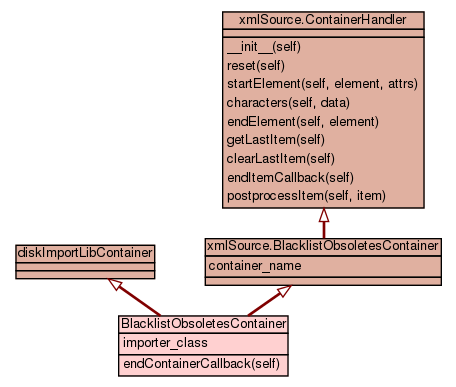 xmlSource.ContainerHandler
__init__(self)
reset(self)
startElement(self, element, attrs)
characters(self, data)
endElement(self, element)
getLastItem(self)
clearLastItem(self)
endItemCallback(self)
postprocessItem(self, item)
diskImportLibContainer
xmlSource.BlacklistObsoletesContainer
container_name
BlacklistObsoletesContainer
importer_class
endContainerCallback(self)